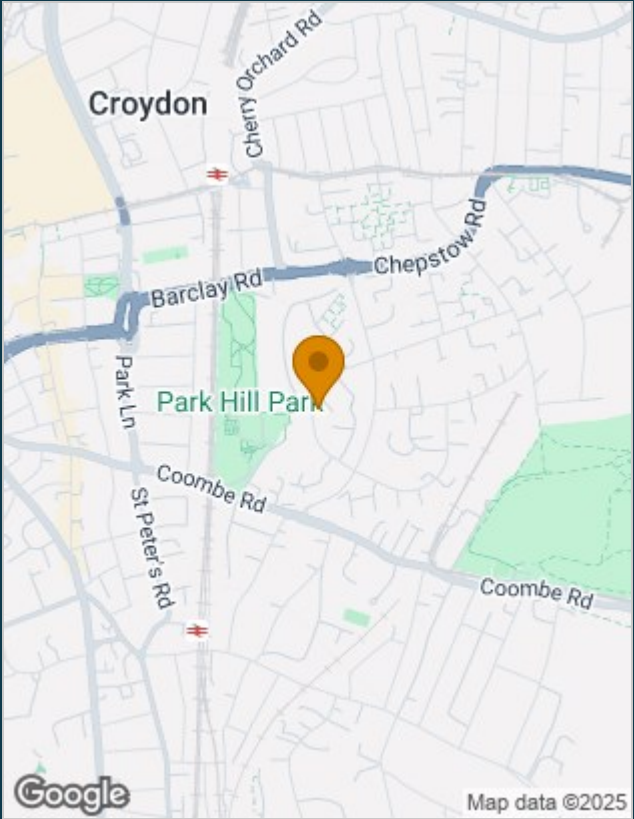 Cherry Orchard Rd
Croydon
Chepstow Rd
Barclay Rd
Park Ln
Park Hill Park
Coombe Rd
St Peter's Rd
Coombe Rd
Google
Map data ©2025